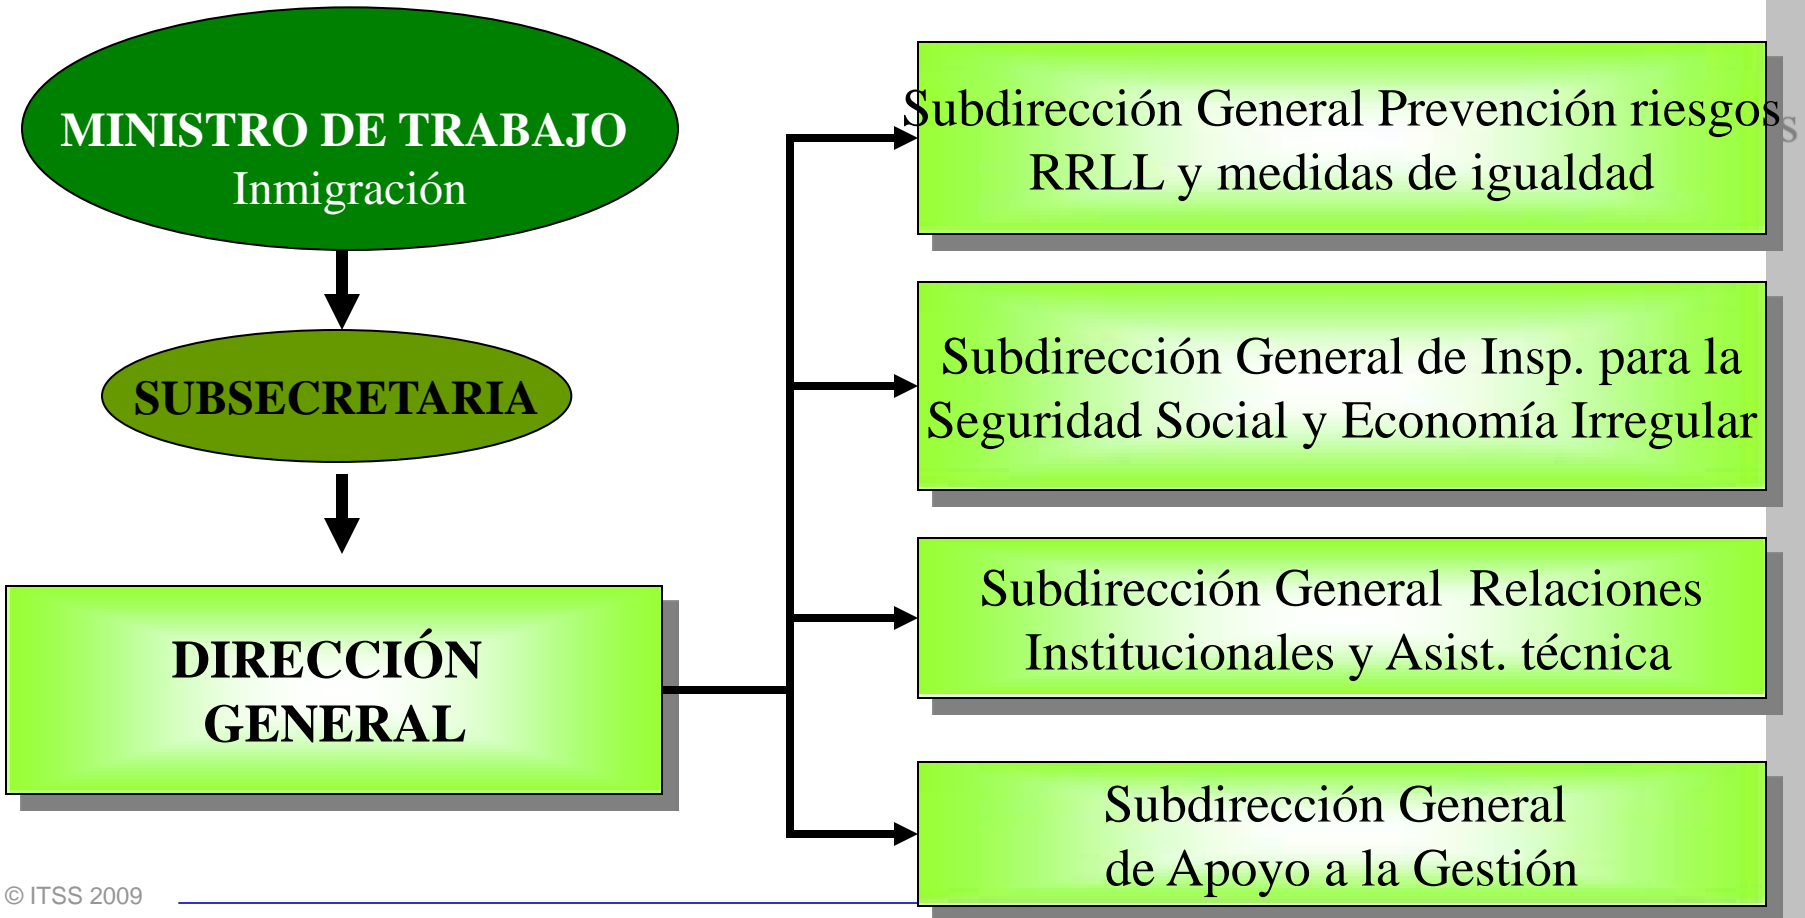 MINISTRO DE TRABAJO
Inmigración
SUBSECRETARIA
DIRECCIÓN
GENERAL
Subdirección General Prevención riesgos
RRLL y medidas de igualdad
Subdirección General de Insp. para la
Seguridad Social y Economía Irregular
Subdirección General Relaciones
Institucionales y Asist. técnica
Subdirección General
de Apoyo a la Gestión
© ITSS 2009